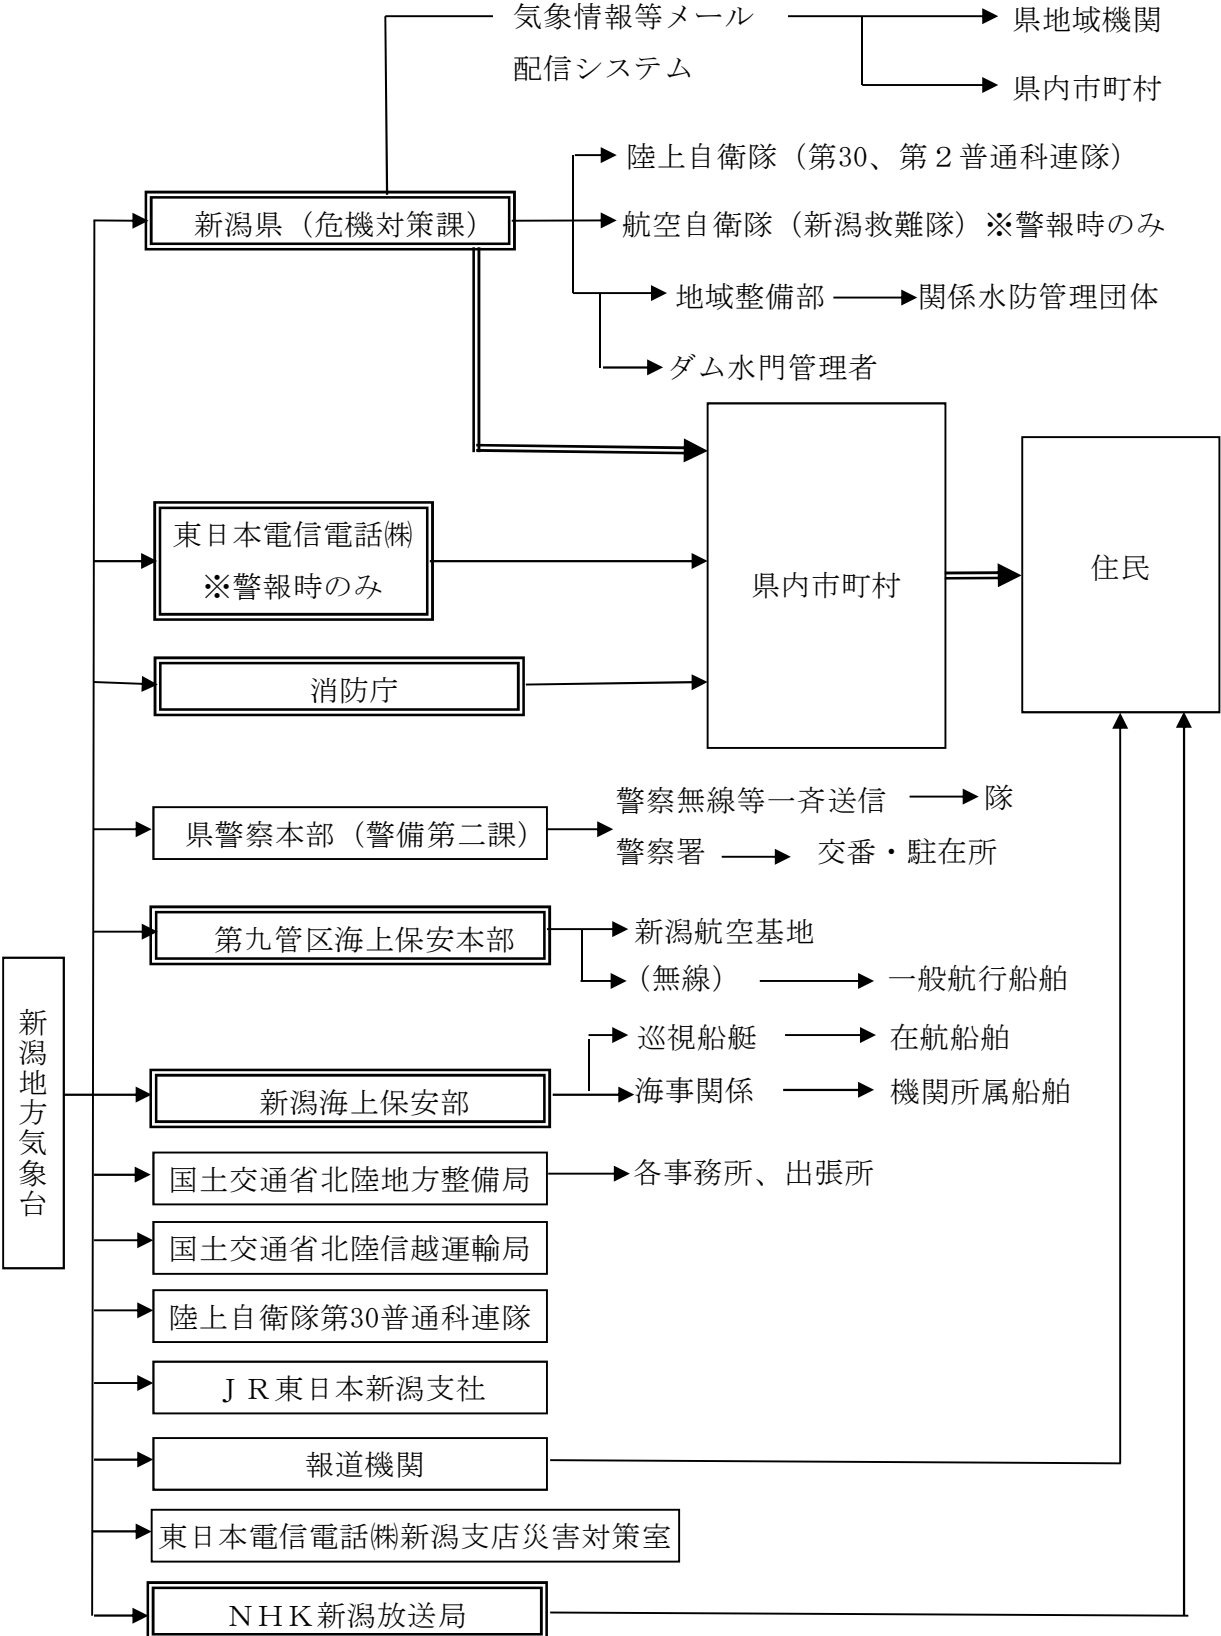 気象情報等メール
配信システム
県地域機関
県内市町村
陸上自衛隊（第30、第２普通科連隊）
新潟県（危機対策課）
航空自衛隊（新潟救難隊）※警報時のみ
地域整備部
関係水防管理団体
ダム水門管理者
東日本電信電話㈱
※警報時のみ
県内市町村
住民
消防庁
警察無線等一斉送信
隊
県警察本部（警備第二課）
警察署
交番・駐在所
第九管区海上保安本部
新潟航空基地
（無線）
一般航行船舶
新潟地方気象台
巡視船艇
在航船舶
新潟海上保安部
海事関係
機関所属船舶
国土交通省北陸地方整備局
各事務所、出張所
国土交通省北陸信越運輸局
陸上自衛隊第30普通科連隊
ＪＲ東日本新潟支社
報道機関
東日本電信電話㈱新潟支店災害対策室
ＮＨＫ新潟放送局